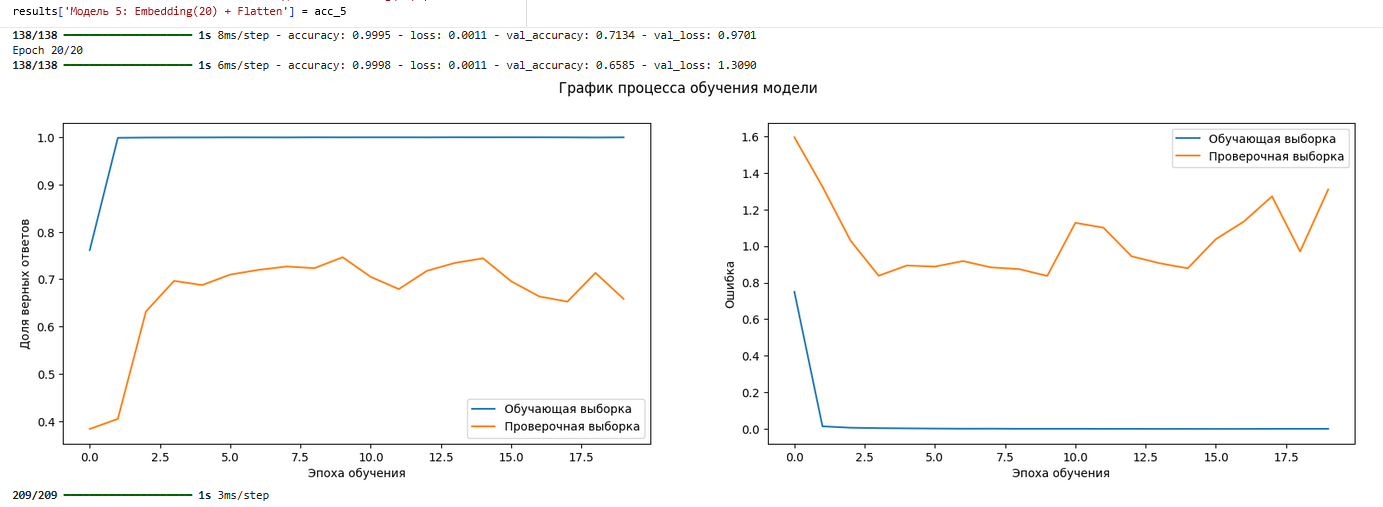 results['Модель 5: Embedding(20) + Flatten'] = acc_5
138/138 ━━━━━━━━━━━━━━━━━━━━ 1s 8ms/step - accuracy: 0.9995 - loss: 0.0011 - val_accuracy: 0.7134 - val_loss: 0.9701
Epoch 20/20
138/138 ━━━━━━━━━━━━━━━━━━━━ 1s 6ms/step - accuracy: 0.9998 - loss: 0.0011 - val_accuracy: 0.6585 - val_loss: 1.3090
График процесса обучения модели
Доля верных ответов
1.0
0.9
0.8
0.7
0.6
0.5
0.4
Обучающая выборка
Проверочная выборка
0.0 2.5 5.0 7.5 10.0 12.5 15.0 17.5
Эпоха обучения
Ошибка
1.6
1.4
1.2
1.0
0.8
0.6
0.4
0.2
0.0
Обучающая выборка
Проверочная выборка
0.0 2.5 5.0 7.5 10.0 12.5 15.0 17.5
Эпоха обучения
209/209 ━━━━━━━━━━━━━━━━━━━━ 1s 3ms/step